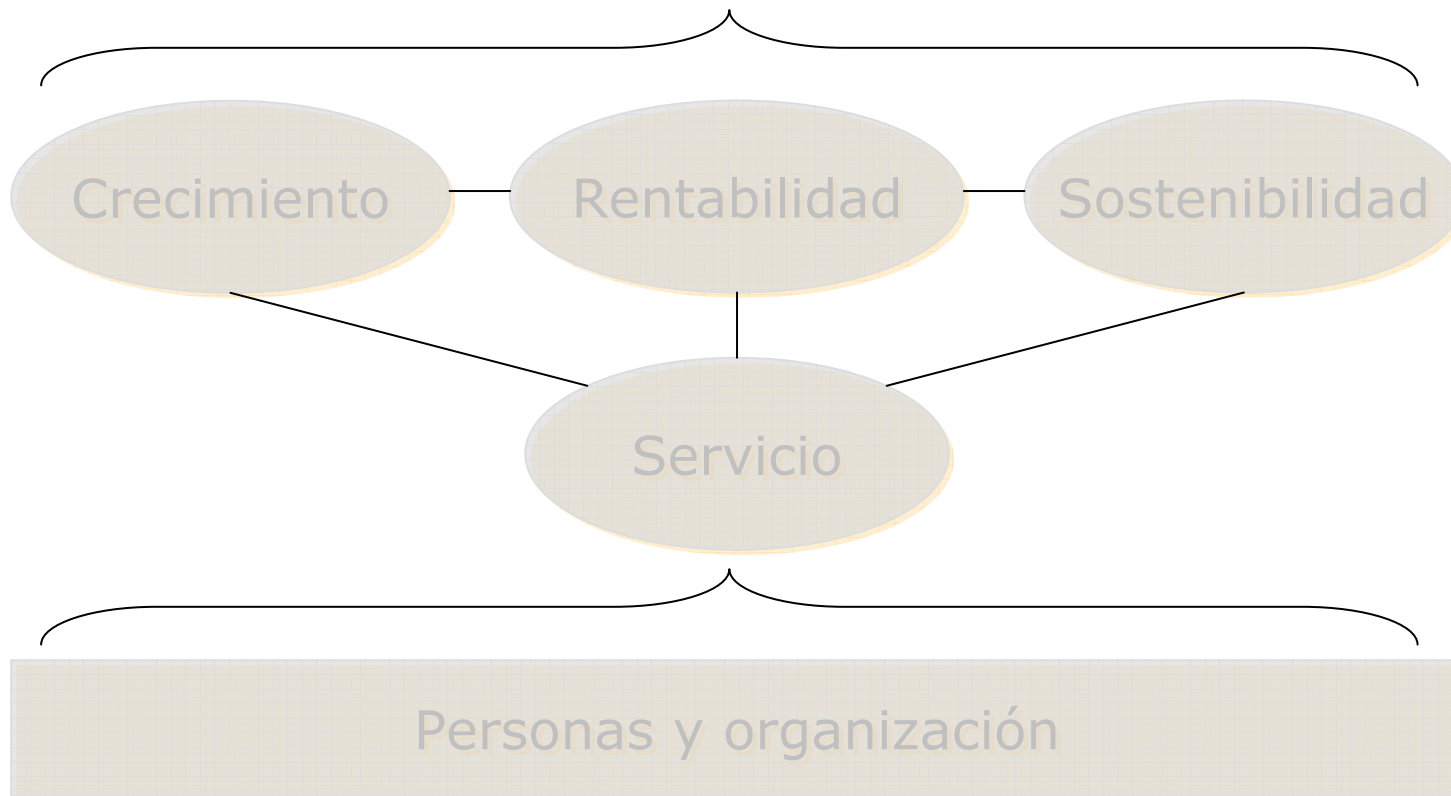 Crecimiento
Rentabilidad
Sostenibilidad
Servicio
Personas y organización